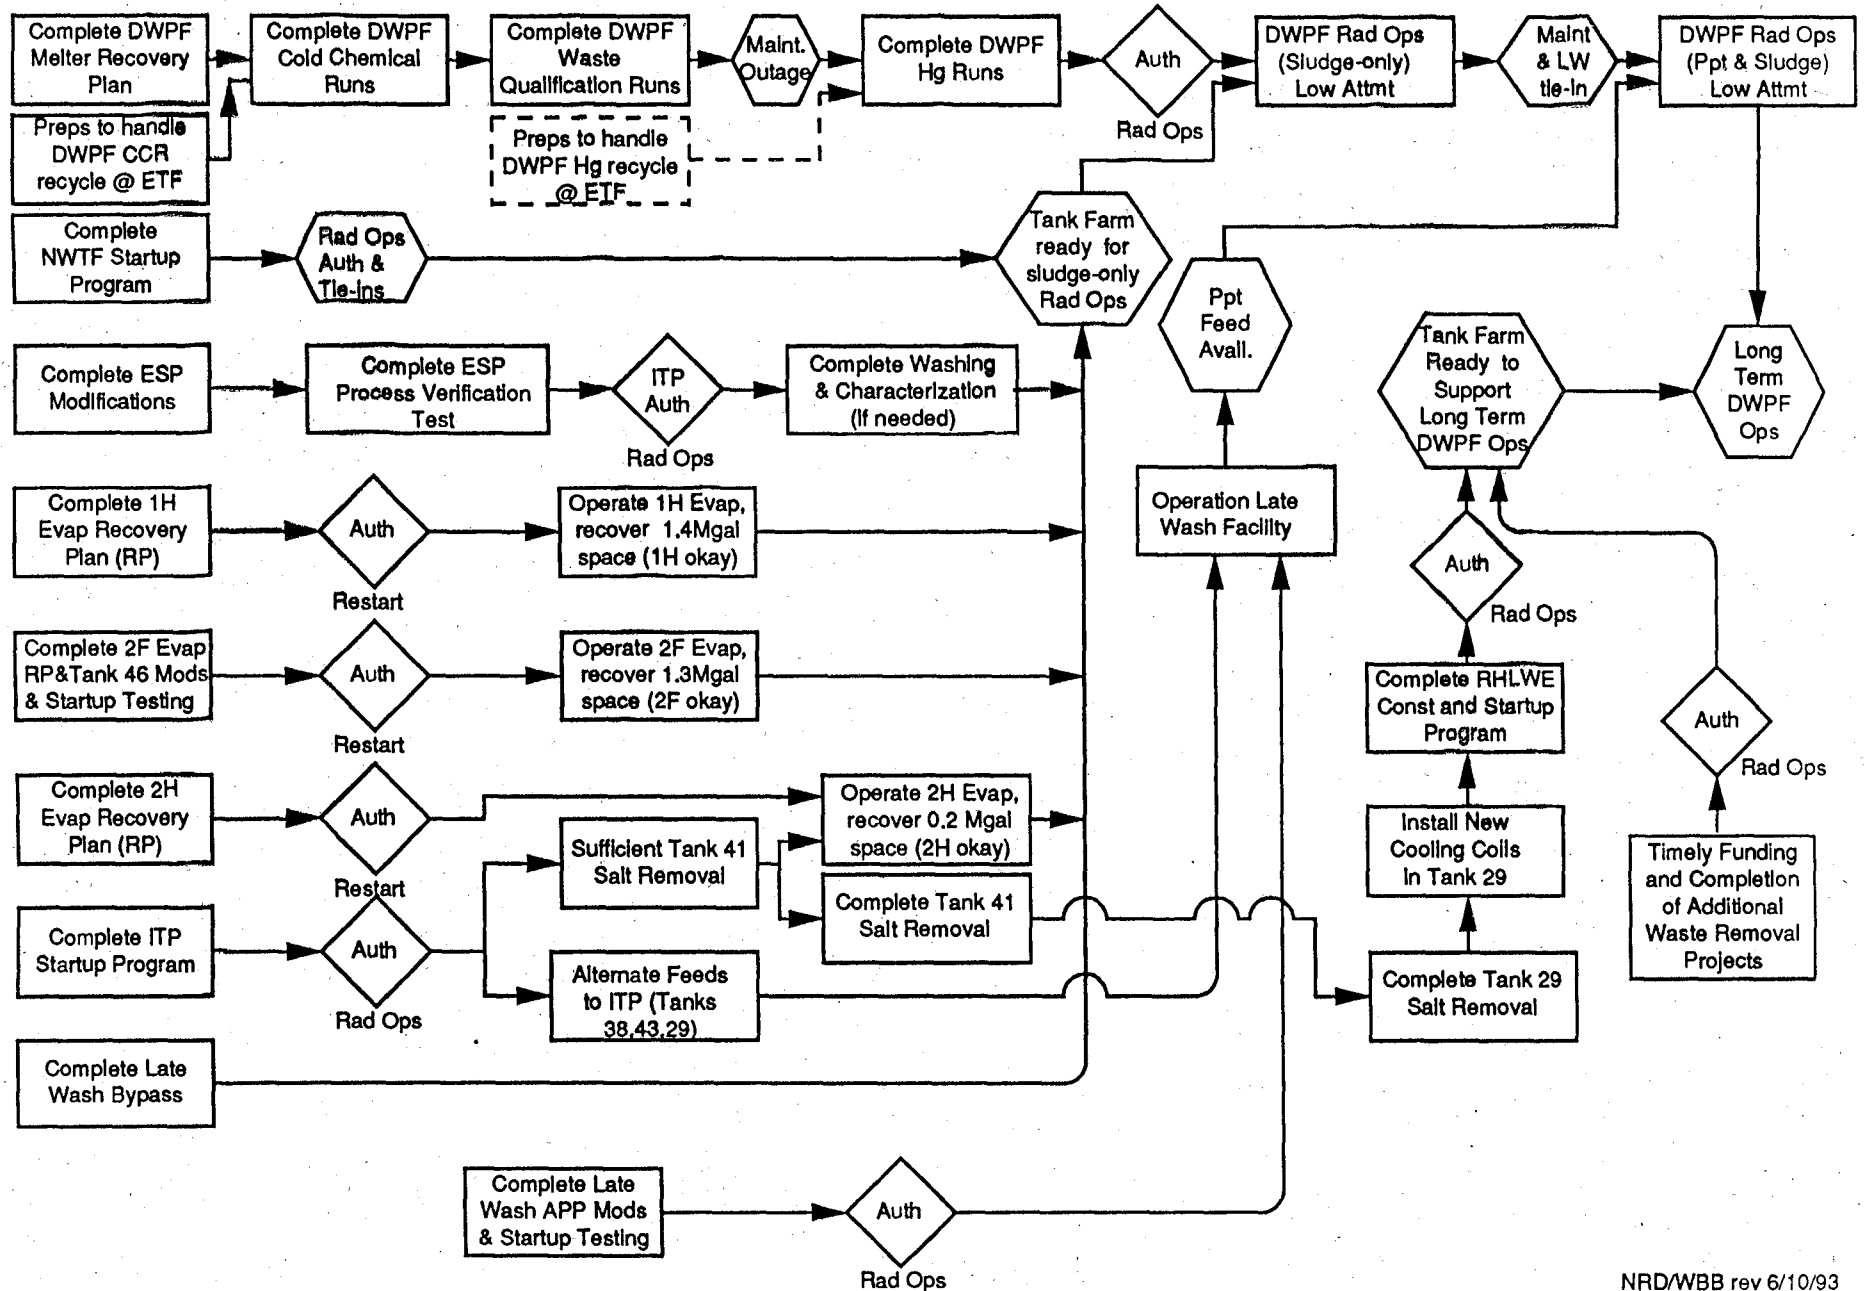 Complete DWPF
Melter Recovery
Plan
Complete DWPF
Cold Chemical
Runs
Complete DWPF
Waste
Qualification Runs
Maint.
Outage
Complete DWPF
Hg Runs
Auth
Rad Ops
DWPF Rad Ops
(Sludge-only)
Low Attmt
Maint
& LW
tie-in
DWPF Rad Ops
(Ppt & Sludge)
Low Attmt
Preps to handle
DWPF CCR
recycle @ ETF
Preps to handle
DWPF Hg recycle
@ ETF
Complete
NWTF Startup
Program
Rad Ops
Auth &
Tie-Ins
Tank Farm
ready for
sludge-only
Rad Ops
Ppt
Feed
Avail.
Tank Farm
Ready to
Support
Long Term
DWPF Ops
Long
Term
DWPF
Ops
Complete ESP
Modifications
Complete ESP
Process Verification
Test
ITP
Auth
Rad Ops
Complete Washing
& Characterization
(If needed)
Complete 1H
Evap Recovery
Plan (RP)
Auth
Restart
Operate 1H Evap,
recover 1.4Mgal
space (1H okay)
Operation Late
Wash Facility
Auth
Rad Ops
Complete 2F Evap
RP&Tank 46 Mods
& Startup Testing
Auth
Restart
Operate 2F Evap,
recover 1.3Mgal
space (2F okay)
Complete RHLWE
Const and Startup
Program
Auth
Rad Ops
Complete 2H
Evap Recovery
Plan (RP)
Auth
Restart
Operate 2H Evap,
recover 0.2 Mgal
space (2H okay)
Sufficient Tank 41
Salt Removal
Install New
Cooling Coils
In Tank 29
Timely Funding
and Completion
of Additional
Waste Removal
Projects
Complete ITP
Startup Program
Auth
Rad Ops
Complete Tank 41
Salt Removal
Alternate Feeds
to ITP (Tanks
38,43,29)
Complete Tank 29
Salt Removal
Complete Late
Wash Bypass
Complete Late
Wash APP Mods
& Startup Testing
Auth
Rad Ops
NRD/WBB rev 6/10/93